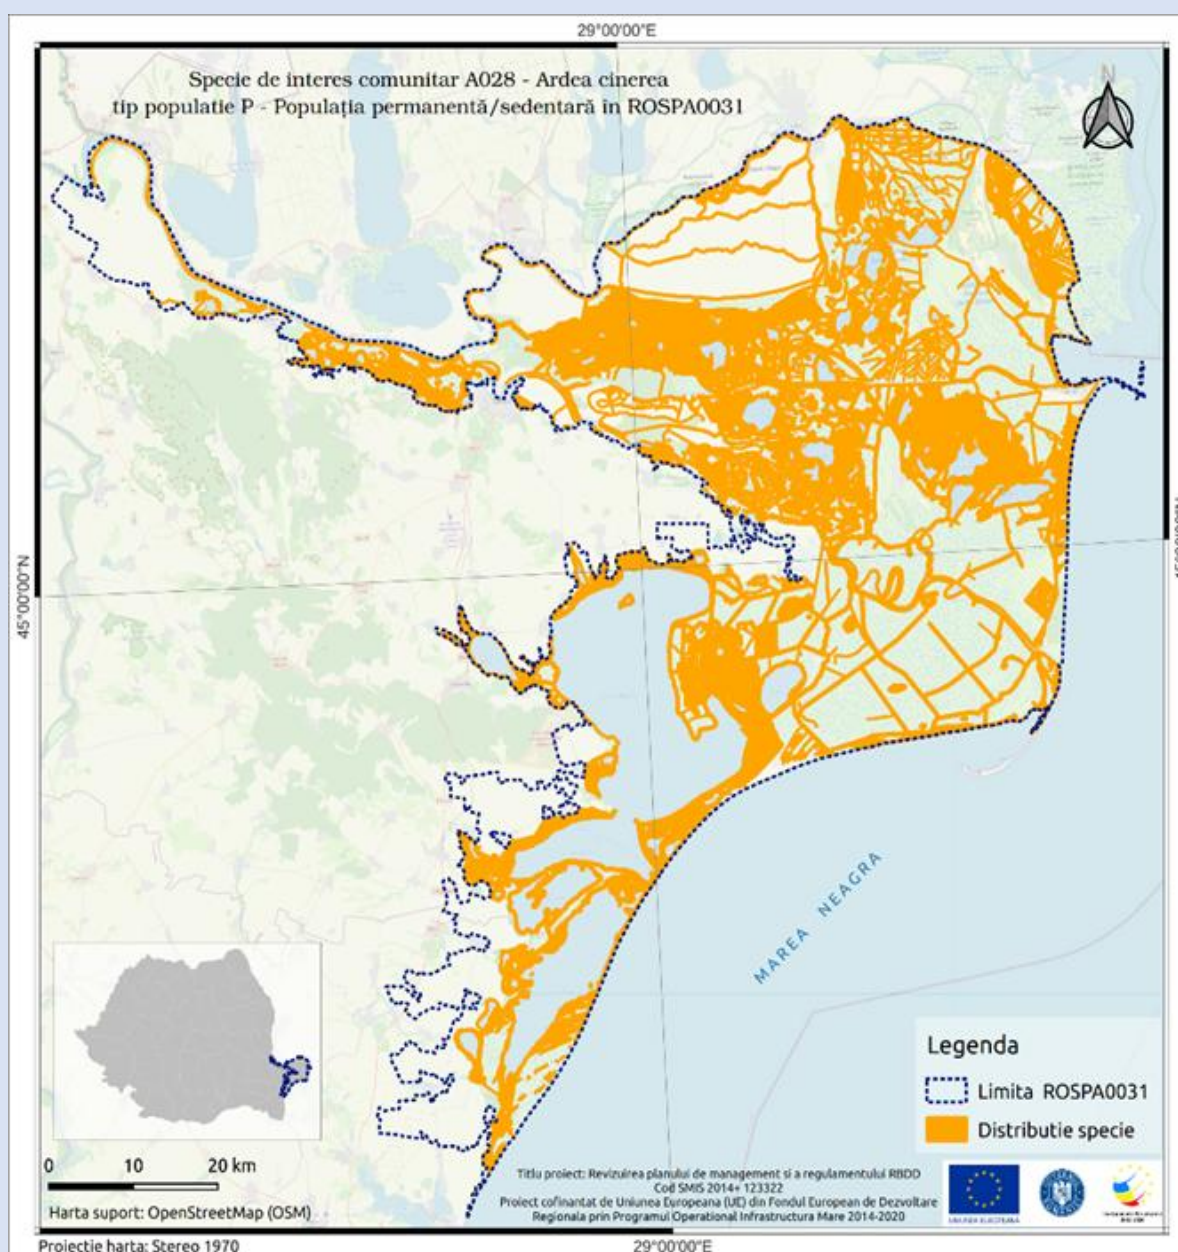 29°00'00"E
Specie de interes comunitar A028 - Ardea cinerea
tip populatie P - Populația permanentă/sedentară in ROSPA0031
N
45°00'00"N
MAREA NEAGRA
Legenda
Limita ROSPA0031
Distributie specie
0 10 20 km
Harta suport: OpenStreetMap (OSM)
Titlu proiect: Revizuirea planului de management si a regulamentului RBDD
Cod SMIS 2014+ 123322
Proiect cofinantat de Uniunea Europeana (UE) din Fondul European de Dezvoltare
Regionala prin Programul Operational Infrastructura Mare 2014-2020
UNIUNEA EUROPEANA
Proiectie harta: Stereo 1970
29°00'00"E